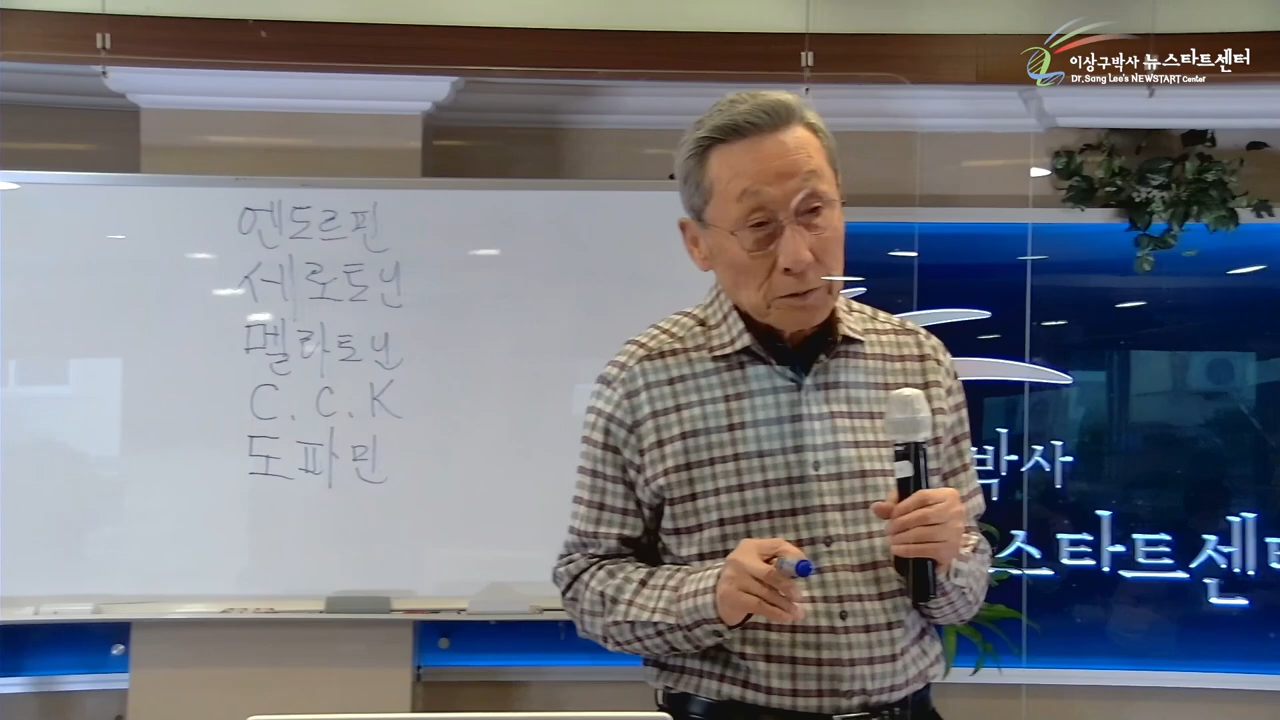 이상구박사 뉴스타트센터
Dr. Sang Lee's NEWSTART Center
엔도르핀
세로토닌
멜라토닌
C.C.K
도파민
박사
스타트센터